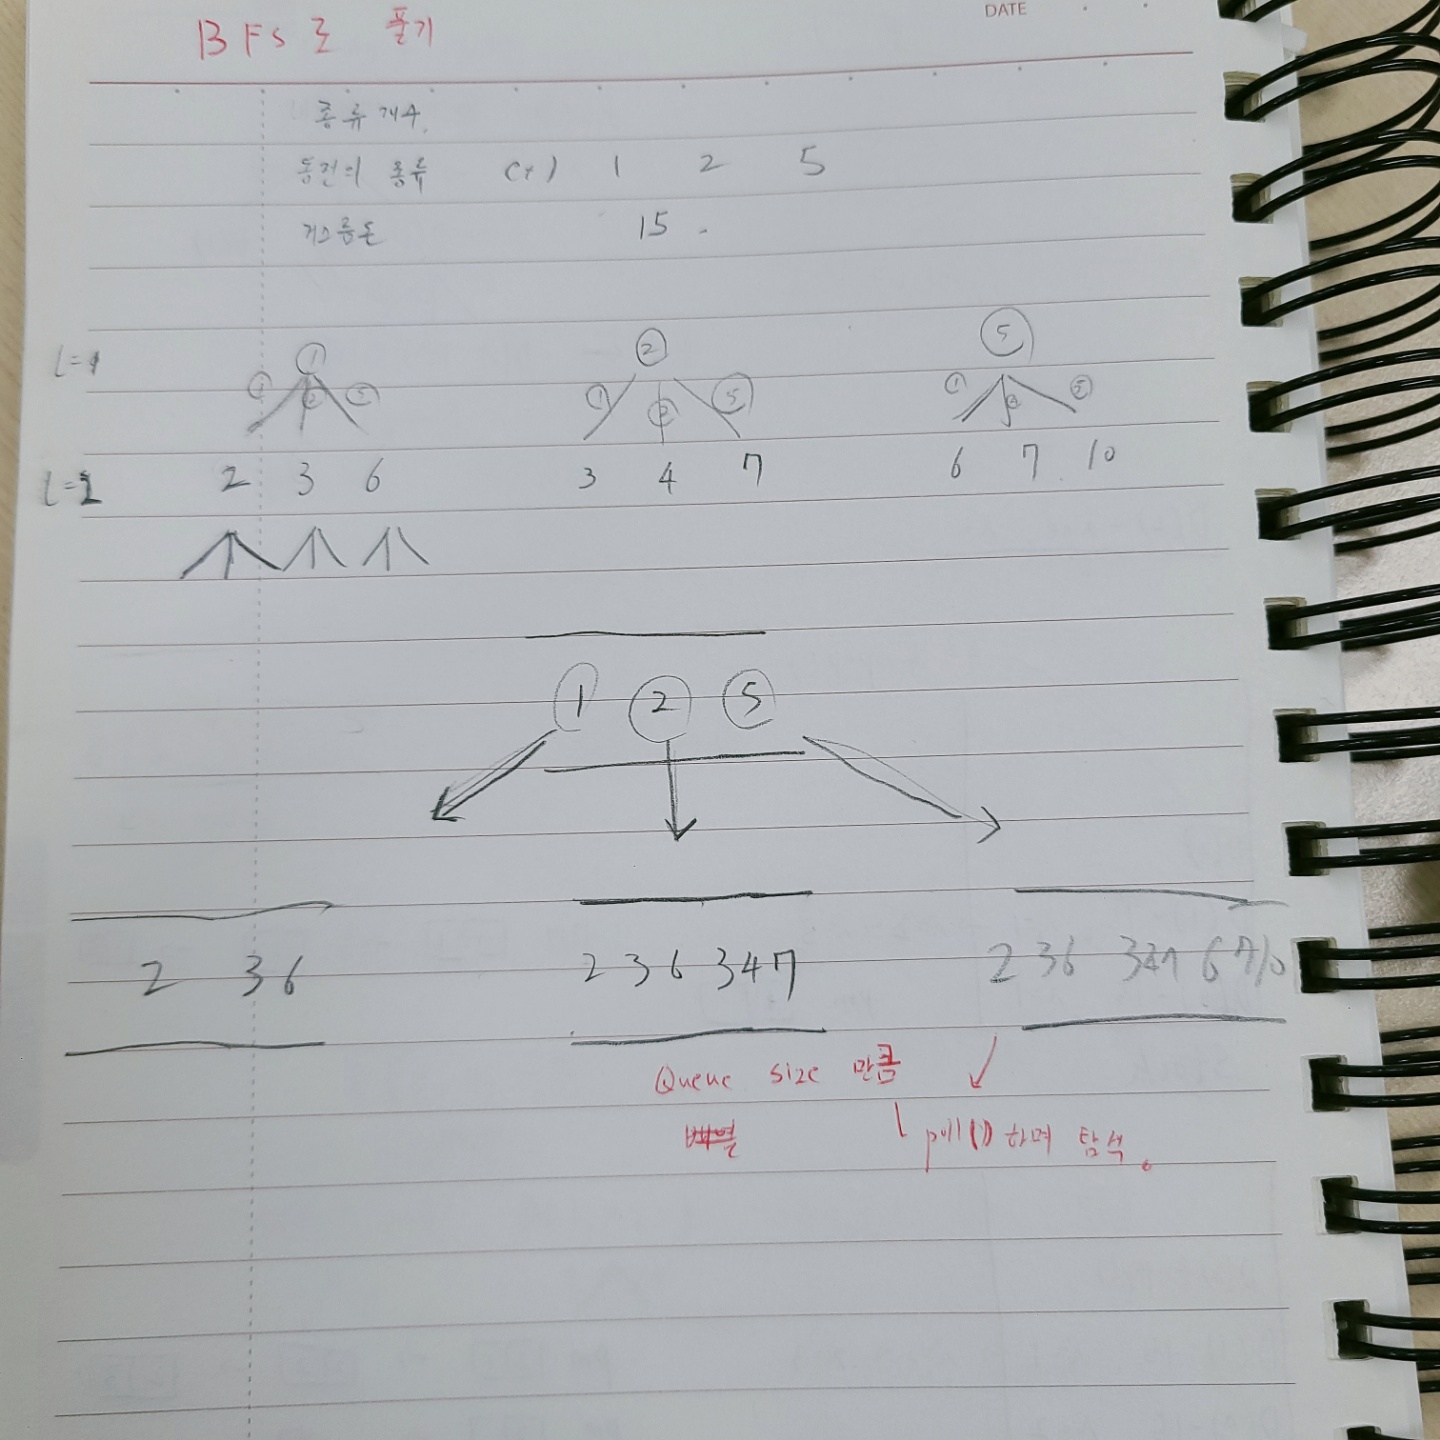 DATE
BFS로 풀기
종류 개수.
동전의 종류 (+) 1 2 5
거스름돈 15.
l=1 ① ② ⑤
① ② ⑤ ① ② ⑤ ① ② ⑤
l=2 2 3 6 3 4 7 6 7 10
① ② ⑤
2 3 6 2 3 6 3 4 7 2 3 6 3 4 7 6 7 10
Queue size 만큼
poll() 하며 탐색.